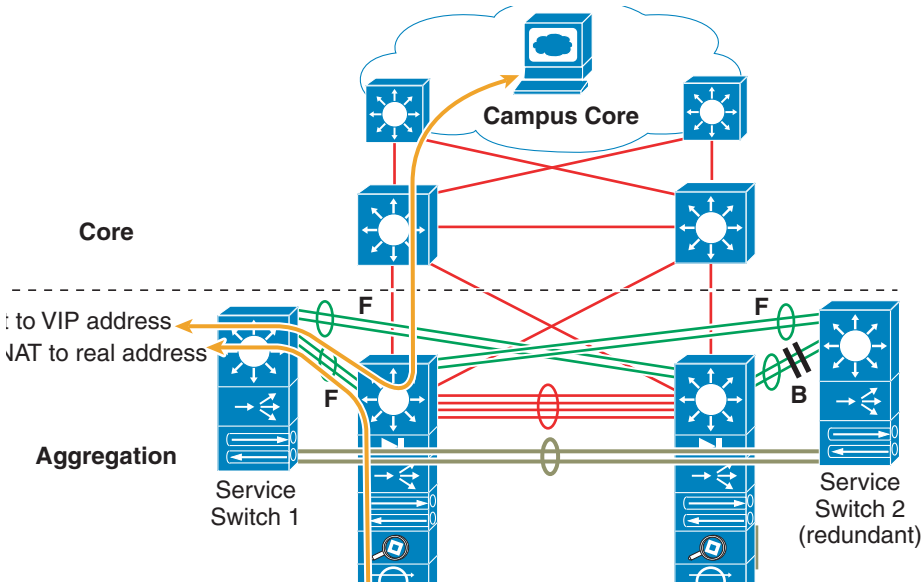 Campus Core
Core
F
F
t to VIP address
NAT to real address
F
B
Aggregation
Service
Switch 1
Service
Switch 2
(redundant)